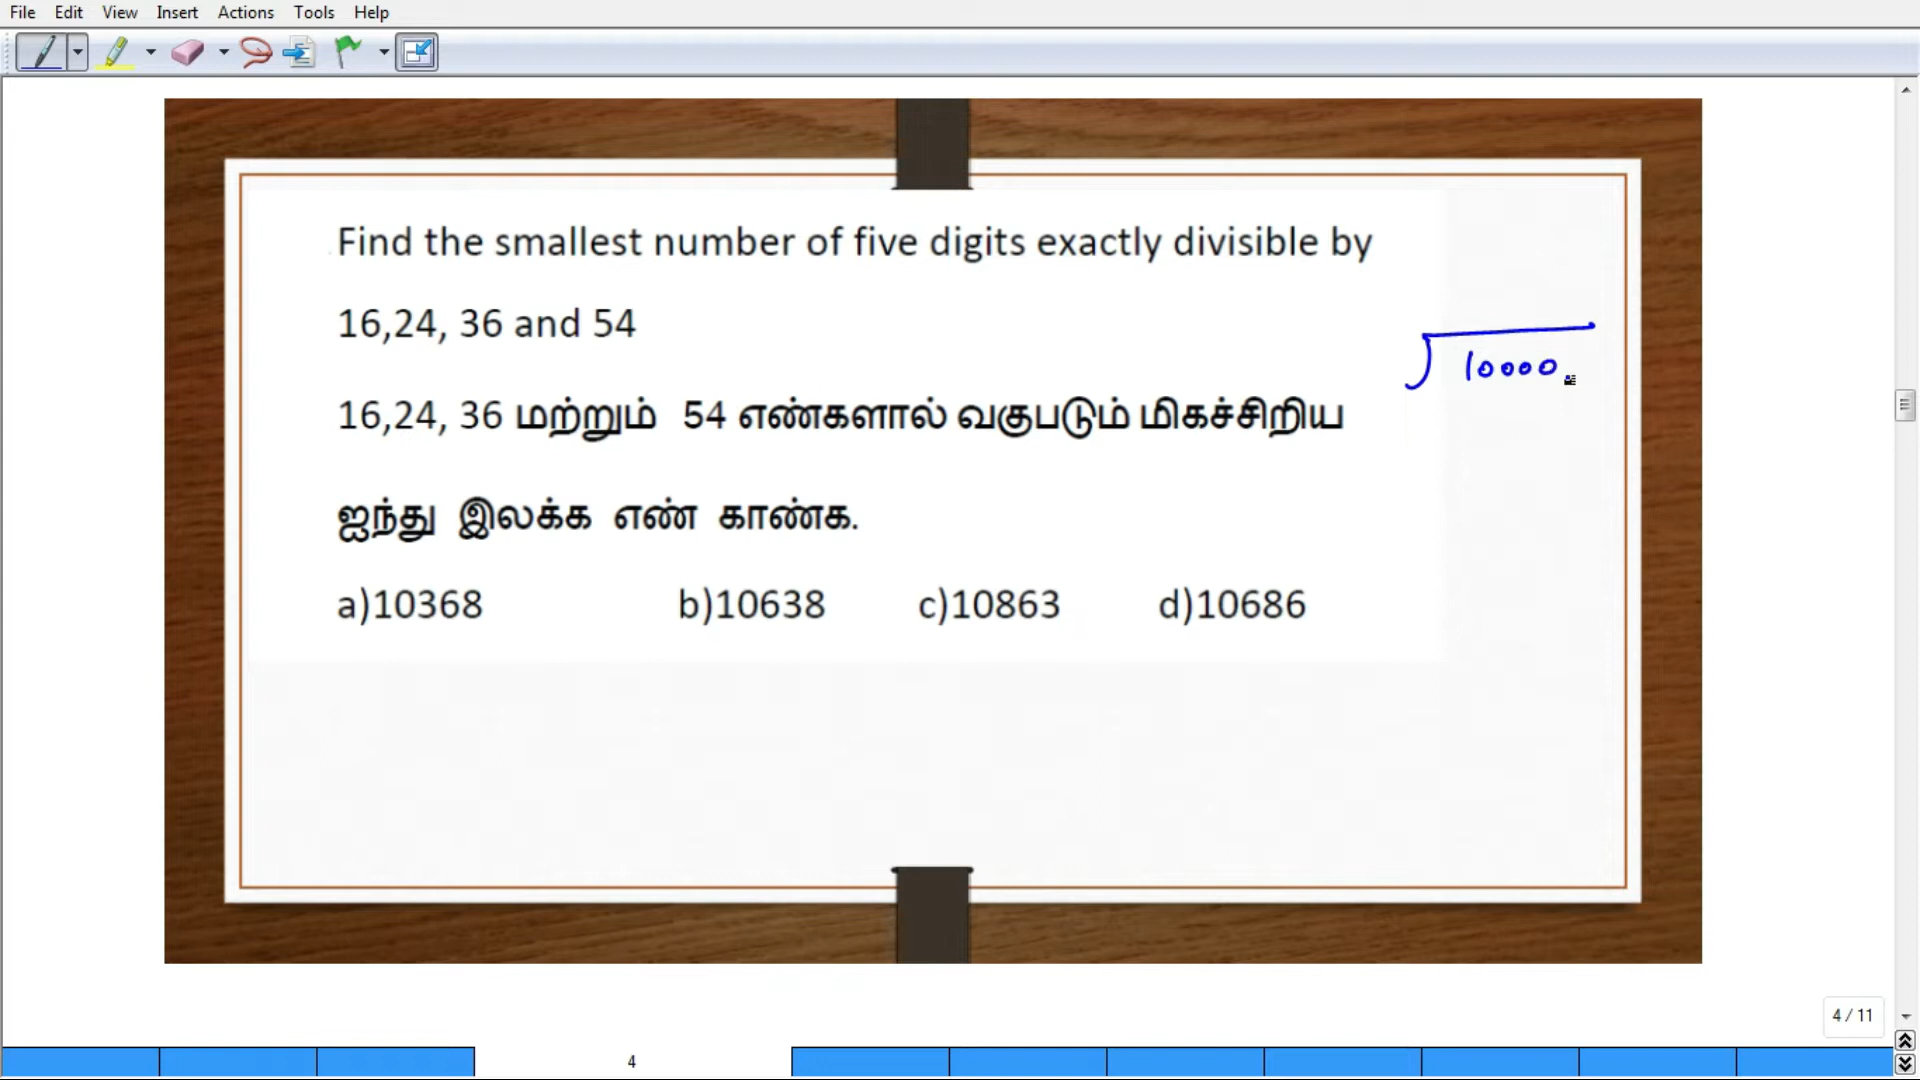 File Edit View Insert Actions Tools Help
Find the smallest number of five digits exactly divisible by
16,24, 36 and 54
10000
16,24, 36 மற்றும் 54 எண்களால் வகுபடும் மிகச்சிறிய
ஐந்து இலக்க எண் காண்க.
a)10368 b)10638 c)10863 d)10686
4 / 11
4